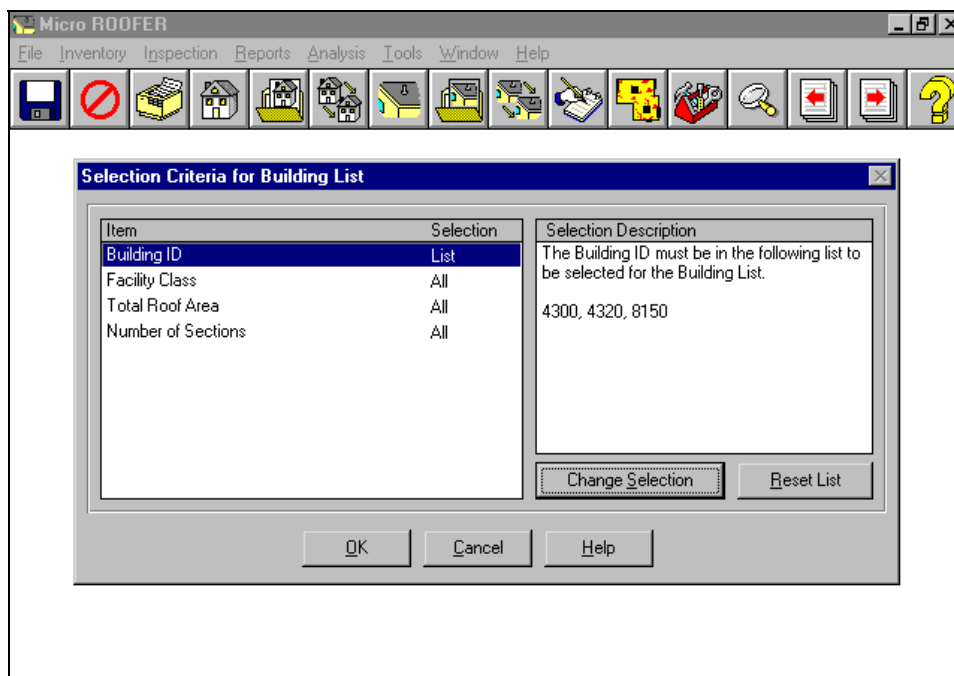 Micro ROOFER
File Inventory Inspection Reports Analysis Tools Window Help
Selection Criteria for Building List
Item Selection
Building ID List
Facility Class All
Total Roof Area All
Number of Sections All
Selection Description
The Building ID must be in the following list to
be selected for the Building List.
4300, 4320, 8150
Change Selection Reset List
OK Cancel Help